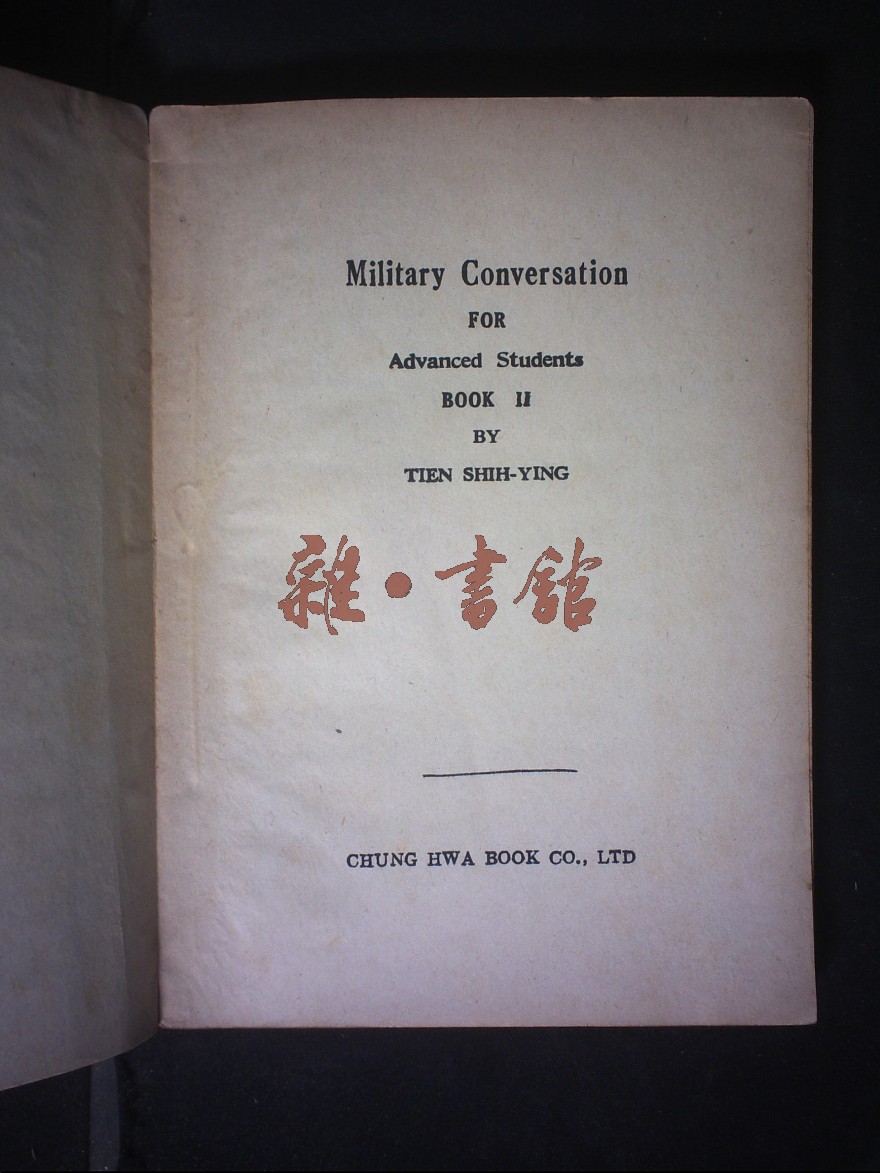 Military Conversation
FOR
Advanced Students
BOOK II
BY
TIEN SHIH-YING
雜·書館
CHUNG HWA BOOK CO., LTD